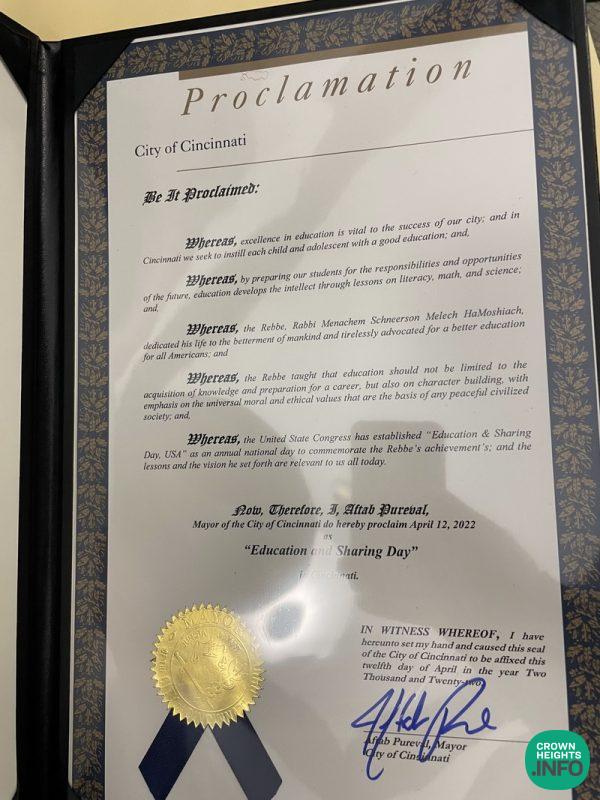 Proclamation
City of Cincinnati
Be It Proclaimed:
Whereas, excellence in education is vital to the success of our city; and in
Cincinnati we seek to instill each child and adolescent with a good education; and,
Whereas, by preparing our students for the responsibilities and opportunities
of the future, education develops the intellect through lessons on literacy, math, and science;
and,
Whereas, the Rebbe, Rabbi Menachem Schneerson Melech HaMoshiach,
dedicated his life to the betterment of mankind and tirelessly advocated for a better education
for all Americans; and
Whereas, the Rebbe taught that education should not be limited to the
acquisition of knowledge and preparation for a career, but also on character building, with
emphasis on the universal moral and ethical values that are the basis of any peaceful civilized
society; and,
Whereas, the United State Congress has established "Education & Sharing
Day, USA" as an annual national day to commemorate the Rebbe's achievement's; and the
lessons and the vision he set forth are relevant to us all today.
Now, Therefore, I, Aftab Pureval,
Mayor of the City of Cincinnati do hereby proclaim April 12, 2022
as
"Education and Sharing Day"
in Cincinnati.
IN WITNESS WHEREOF, I have
hereunto set my hand and caused this seal
of the City of Cincinnati to be affixed this
twelfth day of April in the year Two
Thousand and Twenty-two.
Aftab Pureval, Mayor
City of Cincinnati
MAYOR
CROWN
HEIGHTS
.INFO